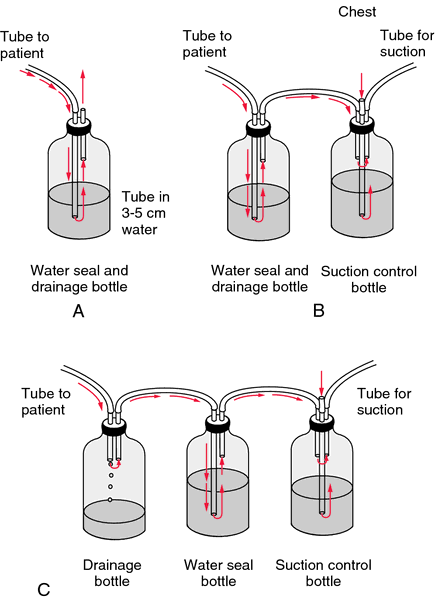 Chest
Tube to
patient
Tube to
patient
Tube for
suction
Tube in
3-5 cm
water
Water seal and
drainage bottle
A
Water seal and
drainage bottle
Suction control
bottle
B
Tube to
patient
Tube for
suction
Drainage
bottle
Water seal
bottle
Suction control
bottle
C